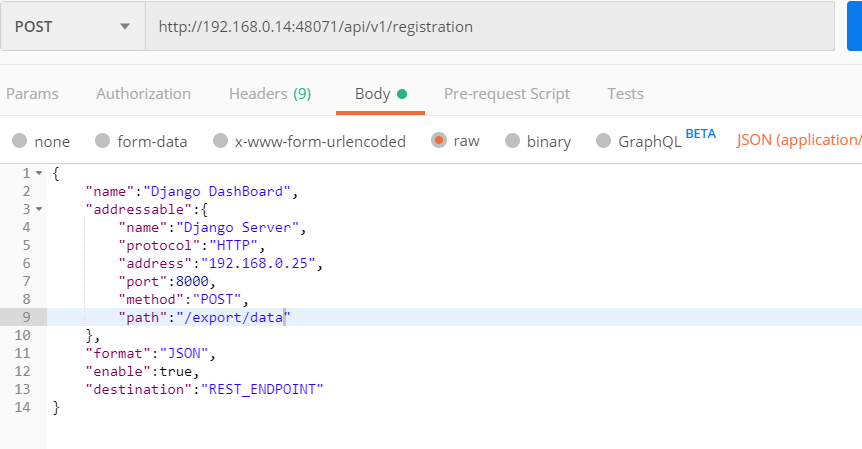 POST http://192.168.0.14:48071/api/v1/registration
Params Authorization Headers (9) Body Pre-request Script Tests
none form-data x-www-form-urlencoded raw binary GraphQL BETA JSON (application/
1 {
2 "name":"Django DashBoard",
3 "addressable":{
4 "name":"Django Server",
5 "protocol":"HTTP",
6 "address":"192.168.0.25",
7 "port":8000,
8 "method":"POST",
9 "path":"/export/data"
10 },
11 "format":"JSON",
12 "enable":true,
13 "destination":"REST_ENDPOINT"
14 }